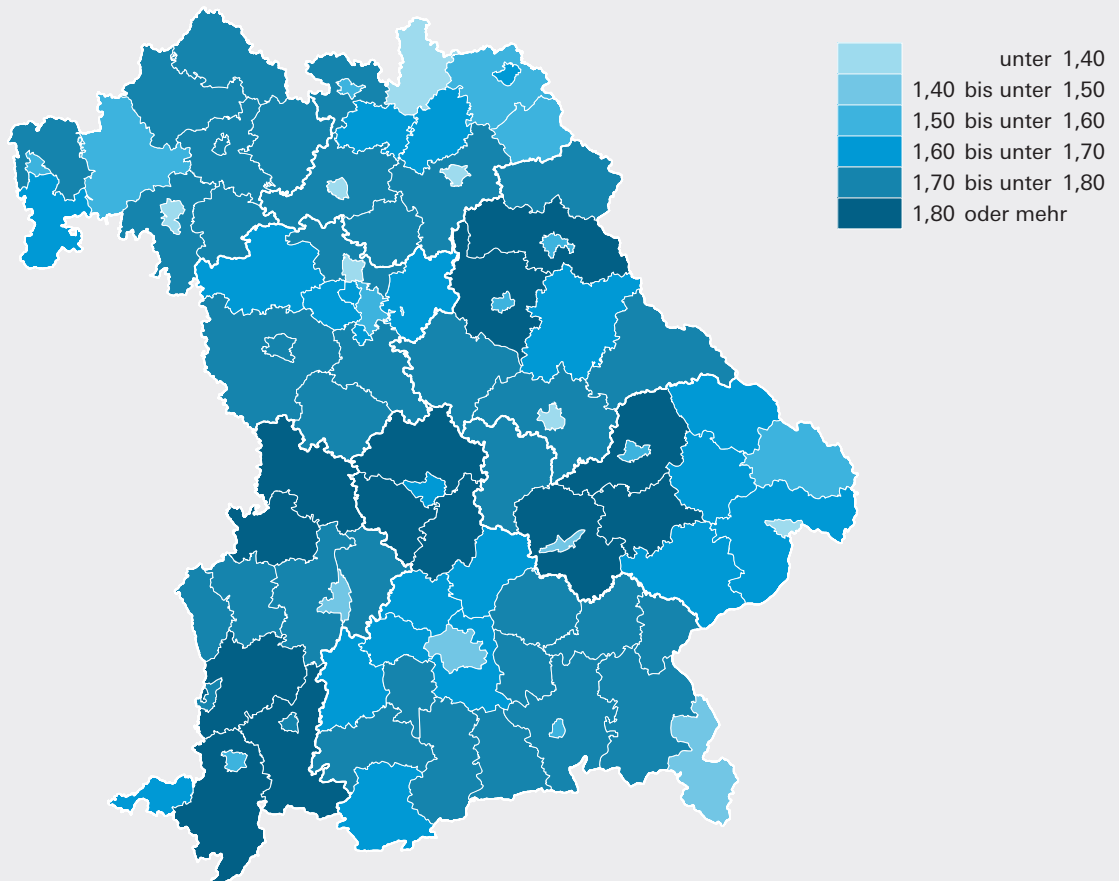 unter 1,40
1,40 bis unter 1,50
1,50 bis unter 1,60
1,60 bis unter 1,70
1,70 bis unter 1,80
1,80 oder mehr